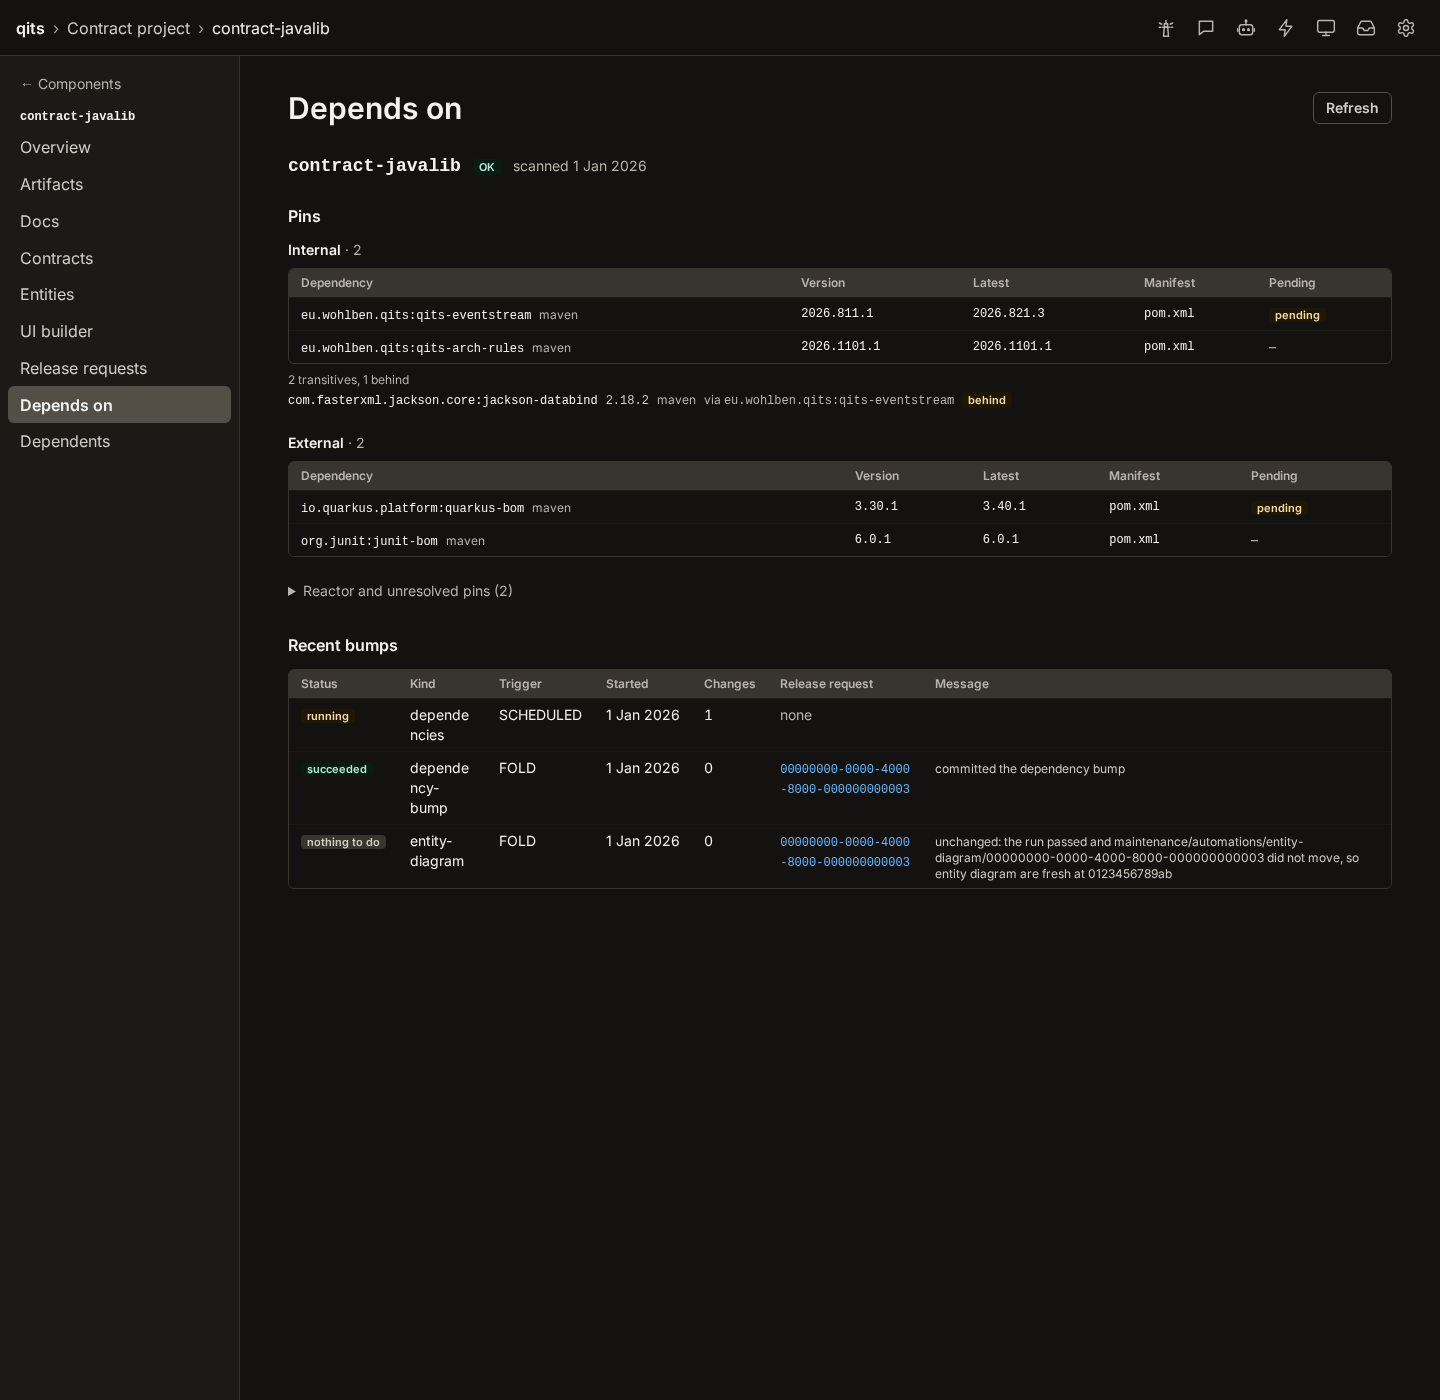 qits › Contract project › contract-javalib
← Components
contract-javalib
Overview
Artifacts
Docs
Contracts
Entities
UI builder
Release requests
Depends on
Dependents
Depends on
Refresh
contract-javalib OK scanned 1 Jan 2026
Pins
Internal · 2
Dependency Version Latest Manifest Pending
eu.wohlben.qits:qits-eventstream maven 2026.811.1 2026.821.3 pom.xml pending
eu.wohlben.qits:qits-arch-rules maven 2026.1101.1 2026.1101.1 pom.xml –
2 transitives, 1 behind
com.fasterxml.jackson.core:jackson-databind 2.18.2 maven via eu.wohlben.qits:qits-eventstream behind
External · 2
Dependency Version Latest Manifest Pending
io.quarkus.platform:quarkus-bom maven 3.30.1 3.40.1 pom.xml pending
org.junit:junit-bom maven 6.0.1 6.0.1 pom.xml –
▶ Reactor and unresolved pins (2)
Recent bumps
Status Kind Trigger Started Changes Release request Message
running depende SCHEDULED 1 Jan 2026 1 none
ncies
succeeded depende FOLD 1 Jan 2026 0 00000000-0000-4000 committed the dependency bump
ncy- -8000-000000000003
bump
nothing to do entity- FOLD 1 Jan 2026 0 00000000-0000-4000 unchanged: the run passed and maintenance/automations/entity-
diagram -8000-000000000003 diagram/00000000-0000-4000-8000-000000000003 did not move, so
entity diagram are fresh at 0123456789ab